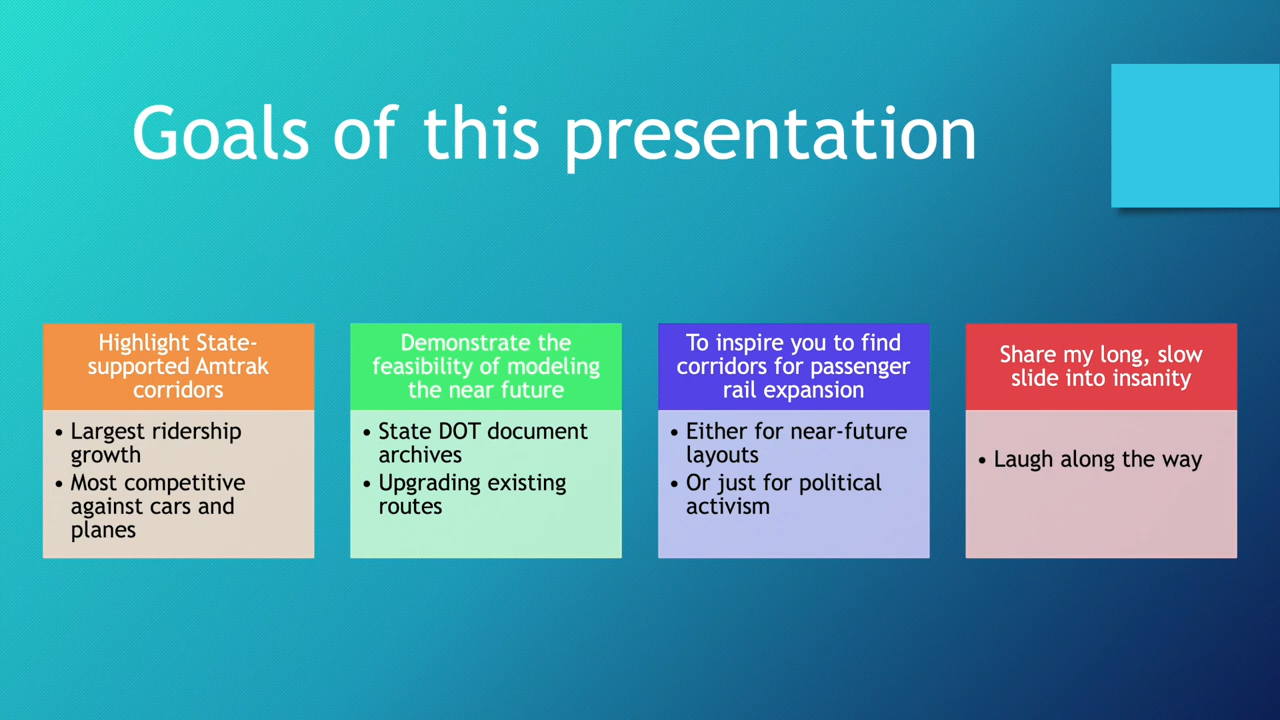 Goals of this presentation
Highlight State-
supported Amtrak
corridors
• Largest ridership
growth
• Most competitive
against cars and
planes
Demonstrate the
feasibility of modeling
the near future
• State DOT document
archives
• Upgrading existing
routes
To inspire you to find
corridors for passenger
rail expansion
• Either for near-future
layouts
• Or just for political
activism
Share my long, slow
slide into insanity
• Laugh along the way